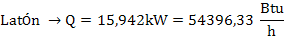 Latón → Q = 15,942kW = 54396,33 Btu/h